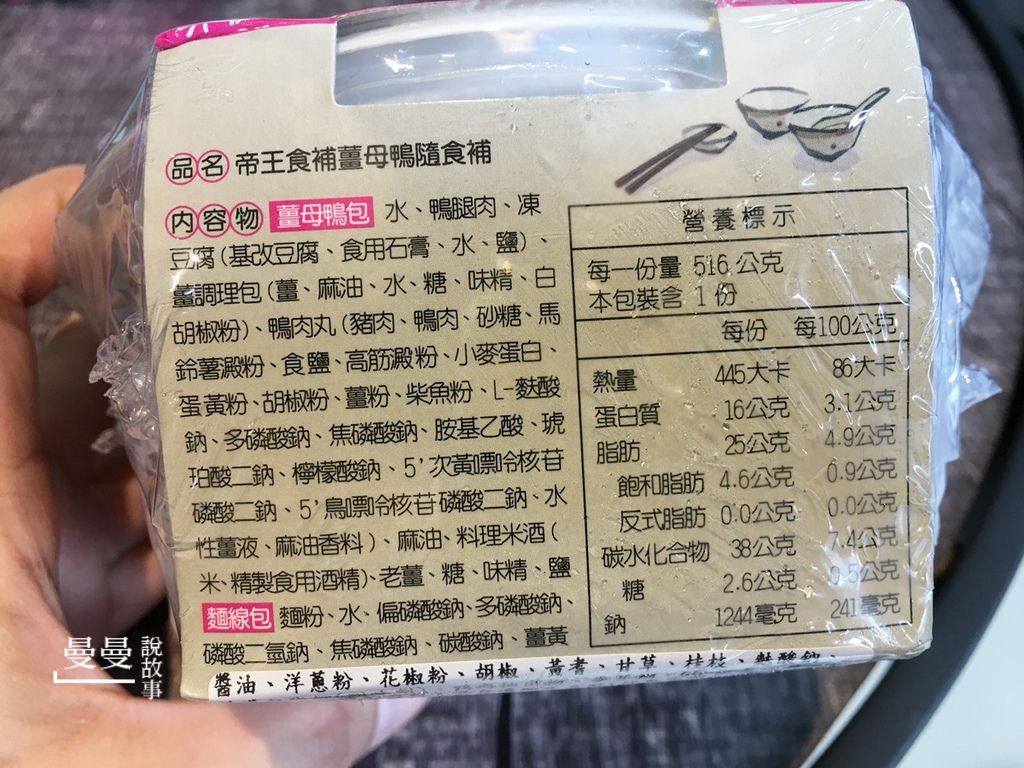 品名 帝王食補薑母鴨隨食補
內容物 薑母鴨包 水、鴨腿肉、凍
豆腐(基改豆腐、食用石膏、水、鹽)、
薑調理包(薑、麻油、水、糖、味精、白
胡椒粉)、鴨肉丸(豬肉、鴨肉、砂糖、馬
鈴薯澱粉、食鹽、高筋澱粉、小麥蛋白、
蛋黃粉、胡椒粉、薑粉、柴魚粉、L-麩酸
鈉、多磷酸鈉、焦磷酸鈉、胺基乙酸、琥
珀酸二鈉、檸檬酸鈉、5'次黃嘌呤核苷
磷酸二鈉、5'鳥嘌呤核苷磷酸二鈉、水
性薑液、麻油香料)、麻油、料理米酒(
米、精製食用酒精)、老薑、糖、味精、鹽
麵線包 麵粉、水、偏磷酸鈉、多磷酸鈉、
磷酸二氫鈉、焦磷酸鈉、碳酸鈉、薑黃
醬油、洋蔥粉、花椒粉、胡椒、黃耆、甘草、桂枝、麩酸鈉、
營養標示
每一份量 516 公克
本包裝含 1 份
每份 每100公克
熱量 445大卡 86大卡
蛋白質 16公克 3.1公克
脂肪 25公克 4.9公克
飽和脂肪 4.6公克 0.9公克
反式脂肪 0.0公克 0.0公克
碳水化合物 38公克 7.4公克
糖 2.6公克 0.5公克
鈉 1244毫克 241毫克
曼曼 說故事